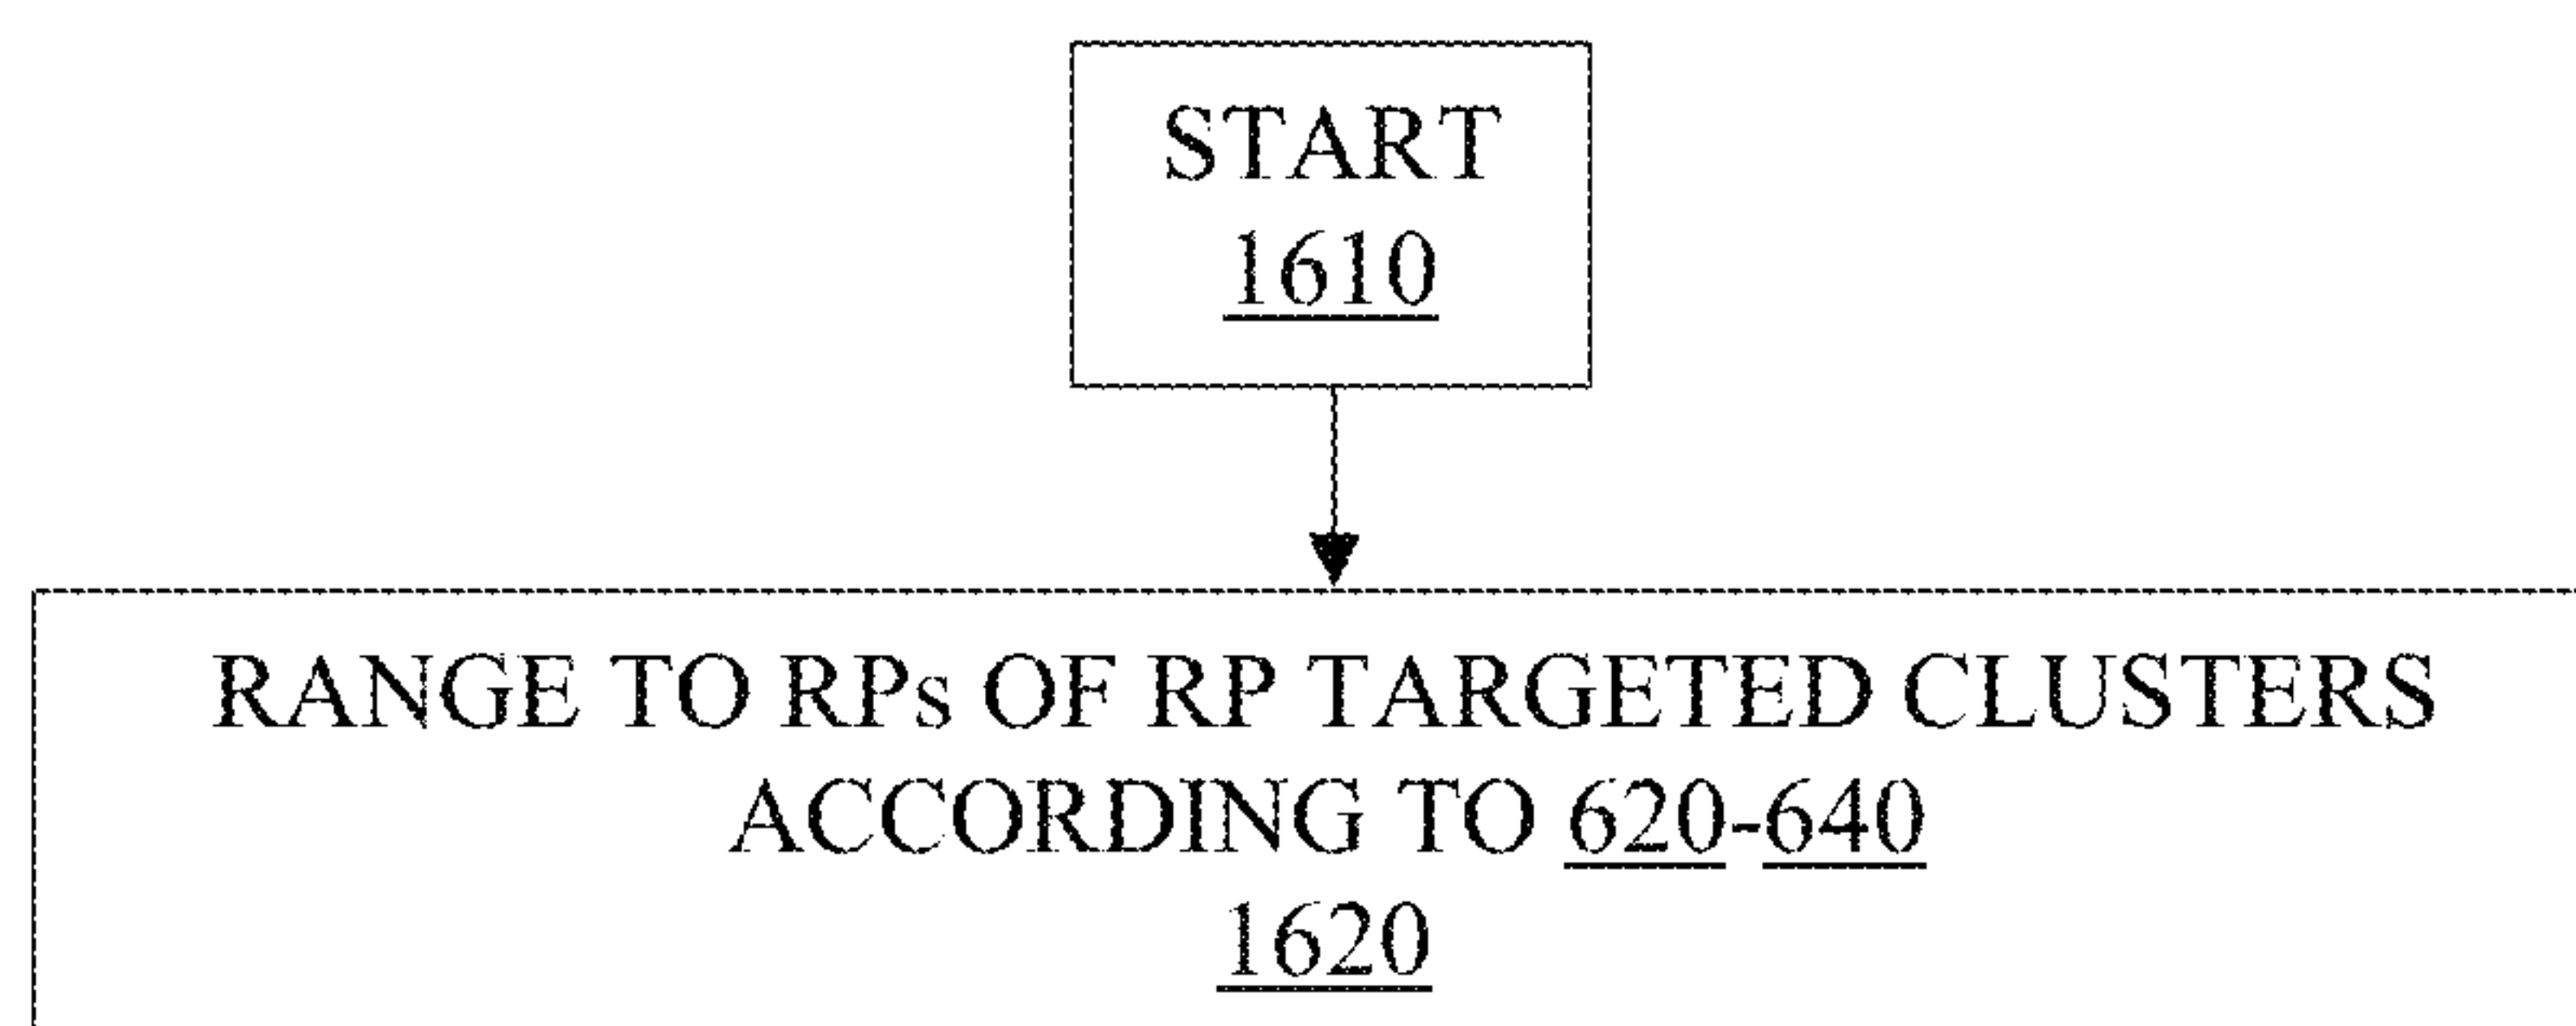 START
1610
RANGE TO RPs OF RP TARGETED CLUSTERS
ACCORDING TO 620-640
1620